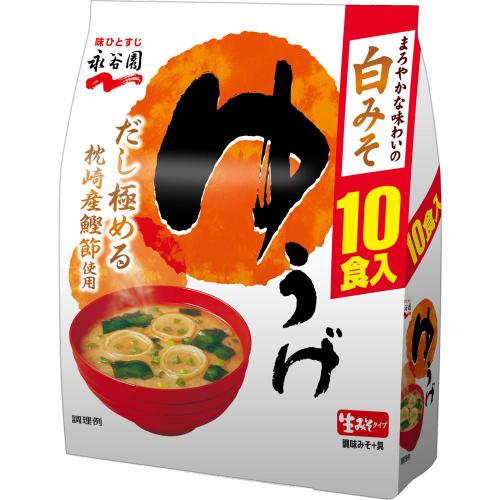 味ひとすじ
永谷園
まろやかな味わいの
白みそ
ゆうげ
10
食入
だし極める
枕崎産鰹節使用
調理例
生みそタイプ
調味みそ+具
10食入
ゆうげ